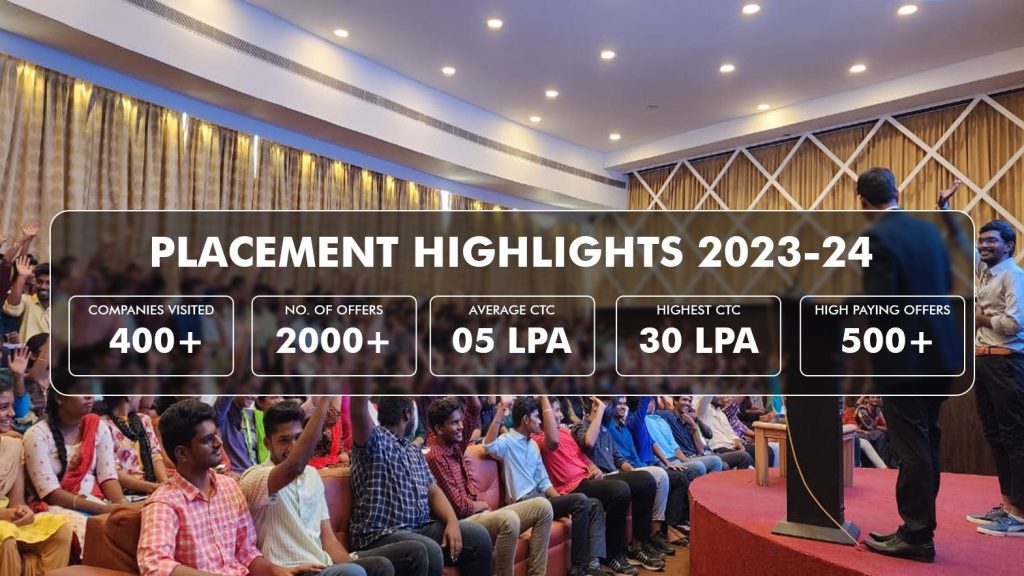 PLACEMENT HIGHLIGHTS 2023-24
COMPANIES VISITED
400+
NO. OF OFFERS
2000+
AVERAGE CTC
05 LPA
HIGHEST CTC
30 LPA
HIGH PAYING OFFERS
500+